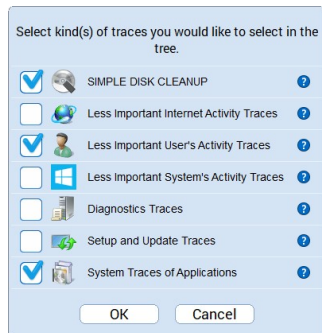 Select kind(s) of traces you would like to select in the
tree.
SIMPLE DISK CLEANUP
Less Important Internet Activity Traces
Less Important User's Activity Traces
Less Important System's Activity Traces
Diagnostics Traces
Setup and Update Traces
System Traces of Applications
OK Cancel